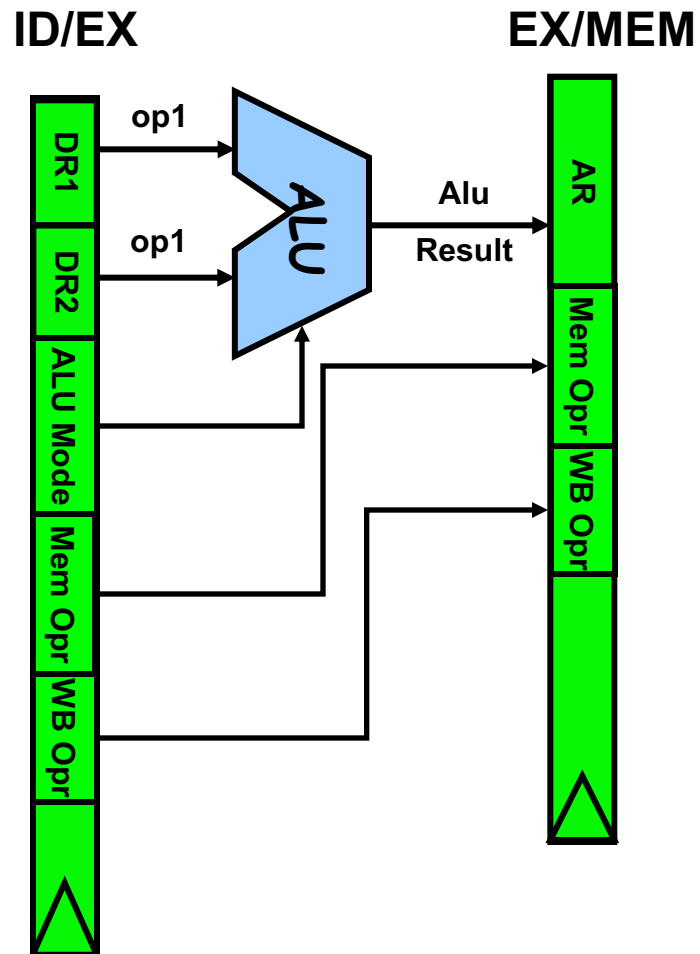 ID/EX
EX/MEM
DR1
DR2
ALU Mode
Mem Opr
WB Opr
op1
op1
ALU
Alu
Result
AR
Mem Opr
WB Opr